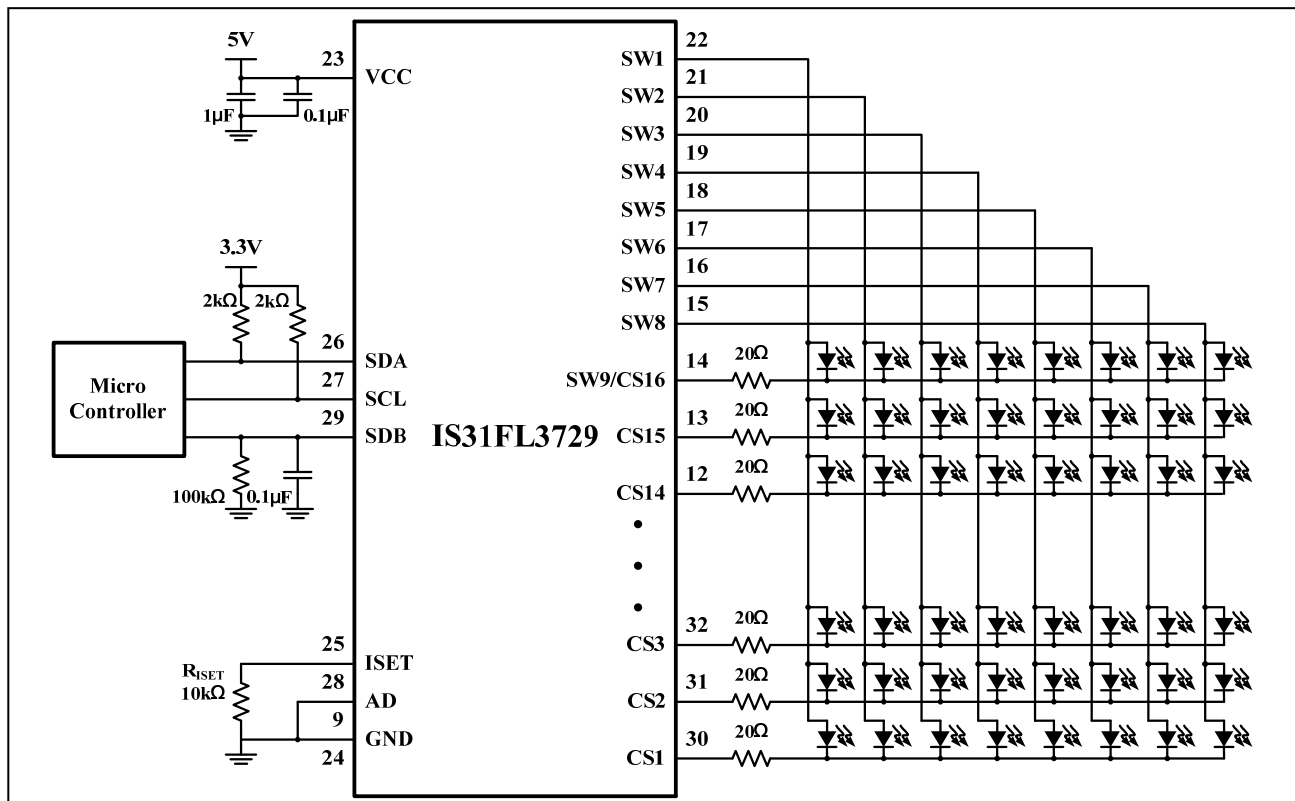 5V
23
VCC
1µF
0.1µF
3.3V
2kΩ 2kΩ
26
SDA
27
SCL
29
SDB
Micro
Controller
100kΩ
0.1µF
IS31FL3729
25
ISET
RISET
10kΩ
28
AD
9
GND
24
22
SW1
21
SW2
20
SW3
19
SW4
18
SW5
17
SW6
16
SW7
15
SW8
14
SW9/CS16
20Ω
13
CS15
20Ω
12
CS14
20Ω
32
CS3
20Ω
31
CS2
20Ω
30
CS1
20Ω